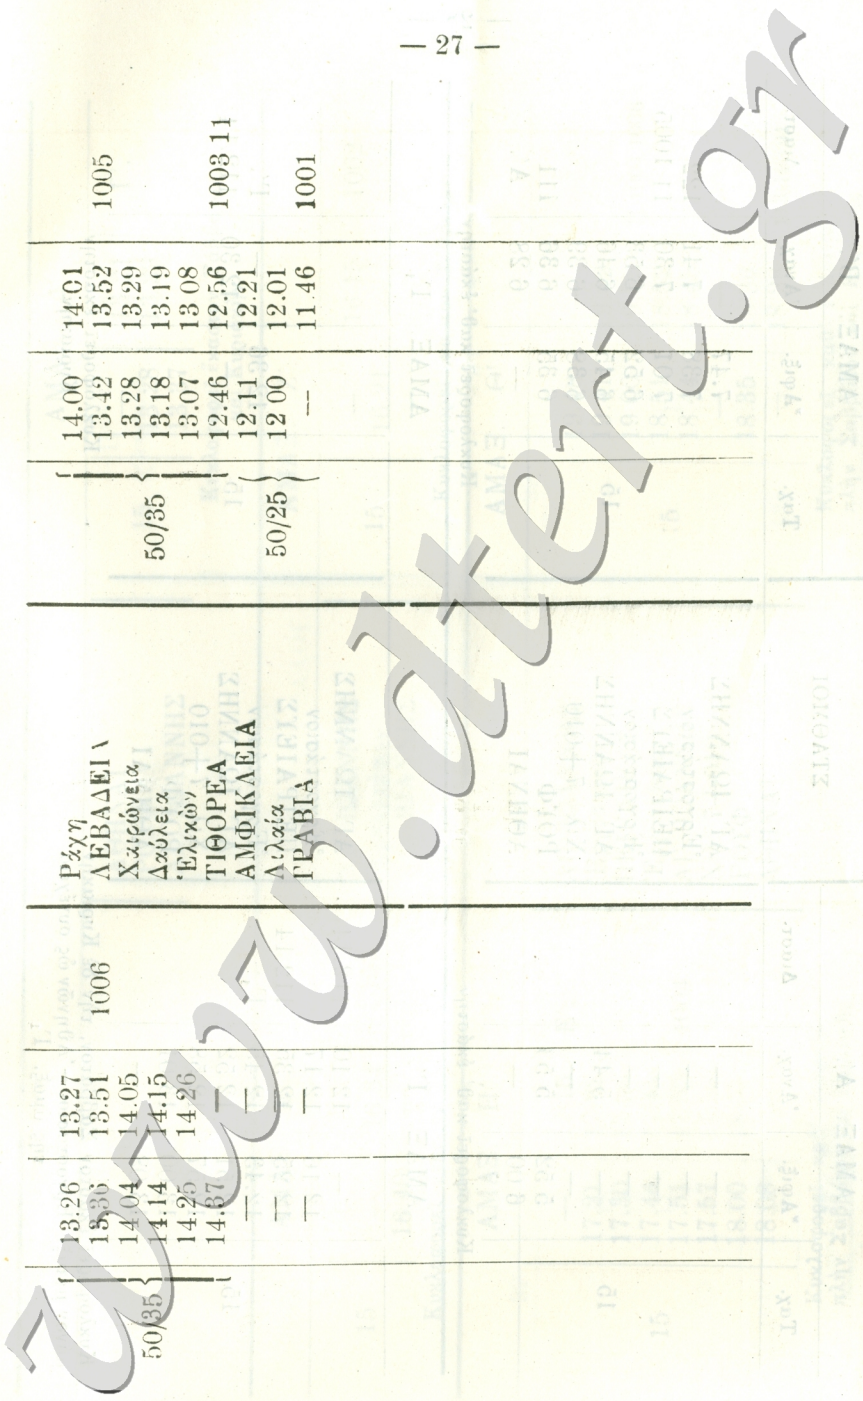 — 27 —
50/35 13.26 13.27 Ράχη 14.00 14.01
13.36 13.51 1006 ΛΕΒΑΔΕΙ 50/35 13.42 13.52 1005
14.04 14.05 Χαιρώνεια 13.28 13.29
14.14 14.15 Δαύλεια 13.18 13.19
14.25 14.26 Ἑλικὼν 13.07 13 08
14.37 — ΤΙΘΟΡΕΑ 12.46 12.56 1003 11
— — ΑΜΦΙΚΛΕΙΑ 50/25 12.11 12.21
— — Λιλαία 12 00 12.01
— — ΓΡΑΒΙΑ — 11.46 1001
www.dtert.gr